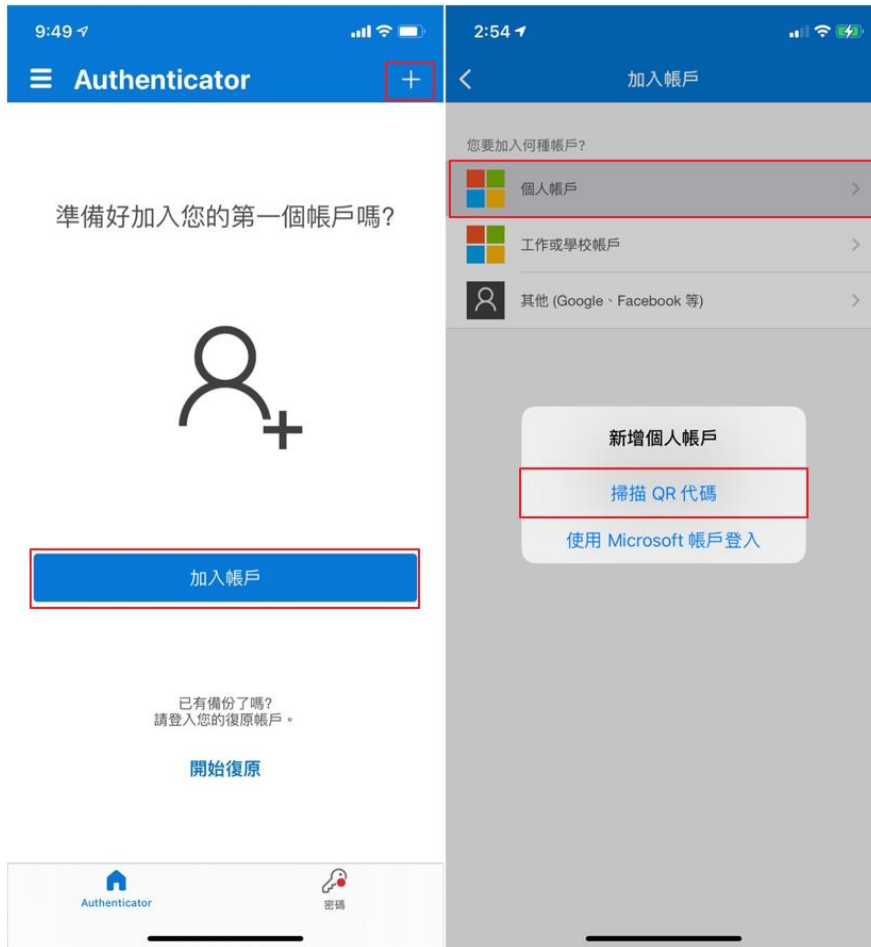 9:49
Authenticator
準備好加入您的第一個帳戶嗎?
加入帳戶
已有備份了嗎?
請登入您的復原帳戶。
開始復原
Authenticator
密碼
2:54
加入帳戶
您要加入何種帳戶?
個人帳戶
工作或學校帳戶
其他 (Google、Facebook 等)
新增個人帳戶
掃描 QR 代碼
使用 Microsoft 帳戶登入